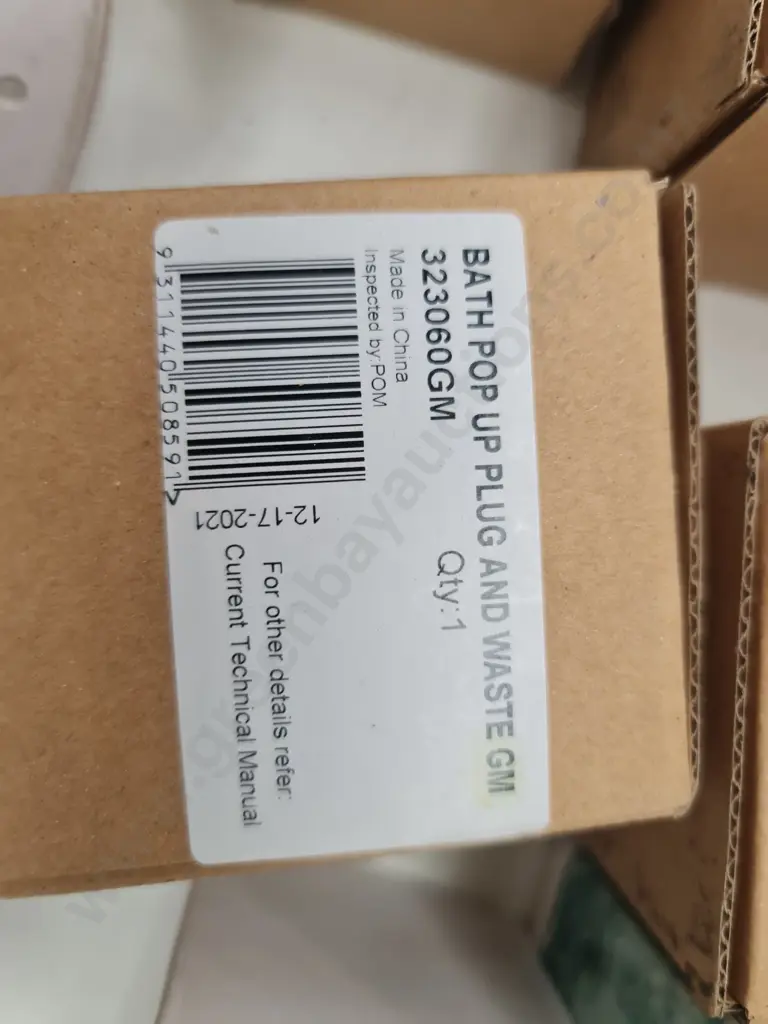 BATH POP UP PLUG AND WASTE GM
323060GM
Qty:1
Made in China
Inspected by:POM
9 311440 508591 >
12-17-2021
For other details refer:
Current Technical Manual